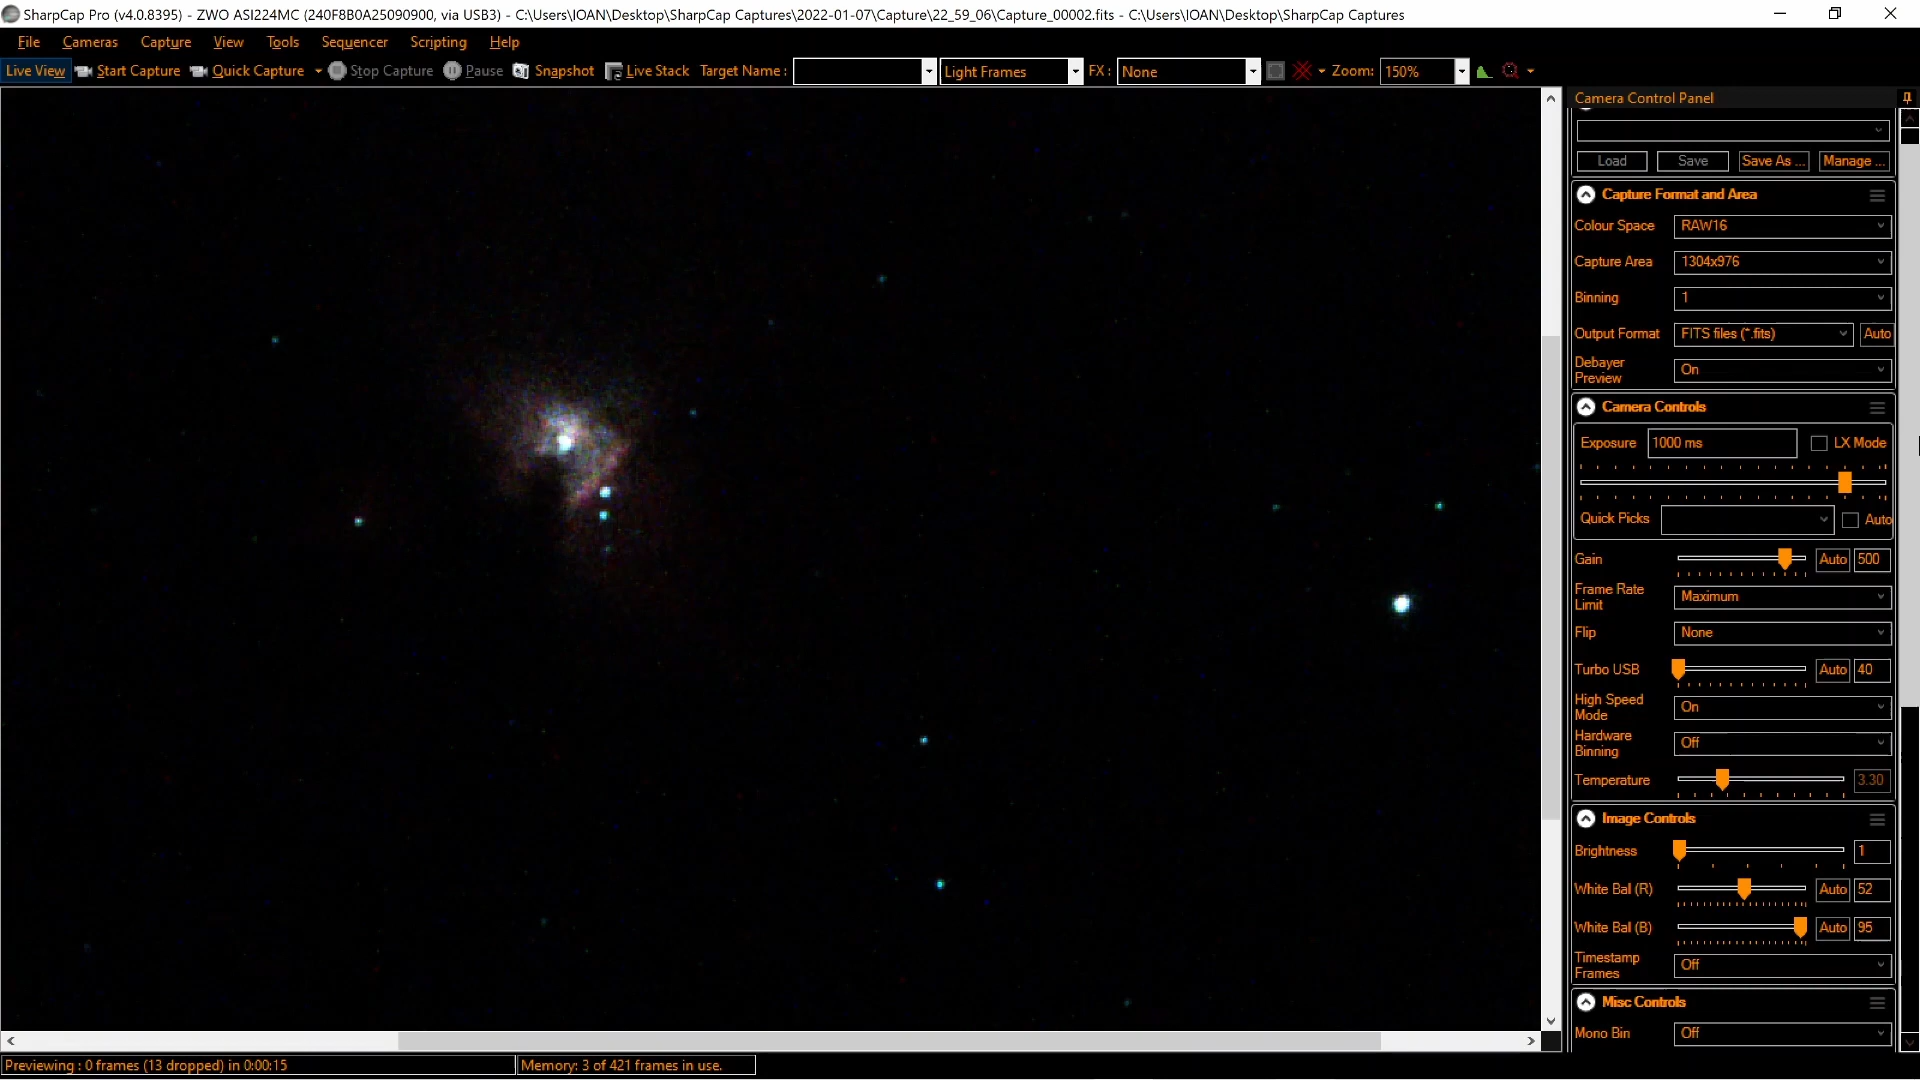 SharpCap Pro (v4.0.8395) - ZWO ASI224MC (240F8B0A25090900, via USB3) - C:\Users\IOAN\Desktop\SharpCap Captures\2022-01-07\Capture\22_59_06\Capture_00002.fits - C:\Users\IOAN\Desktop\SharpCap Captures
File Cameras Capture View Tools Sequencer Scripting Help
Live View Start Capture Quick Capture Stop Capture Pause Snapshot Live Stack Target Name : Light Frames FX : None Zoom: 150%
Camera Control Panel
Load Save Save As ... Manage ...
Capture Format and Area
Colour Space RAW16
Capture Area 1304x976
Binning 1
Output Format FITS files (*.fits) Auto
Debayer Preview On
Camera Controls
Exposure 1000 ms LX Mode
Quick Picks Auto
Gain Auto 500
Frame Rate Limit Maximum
Flip None
Turbo USB Auto 40
High Speed Mode On
Hardware Binning Off
Temperature 3.30
Image Controls
Brightness 1
White Bal (R) Auto 52
White Bal (B) Auto 95
Timestamp Frames Off
Misc Controls
Mono Bin Off
Previewing : 0 frames (13 dropped) in 0:00:15 Memory: 3 of 421 frames in use.